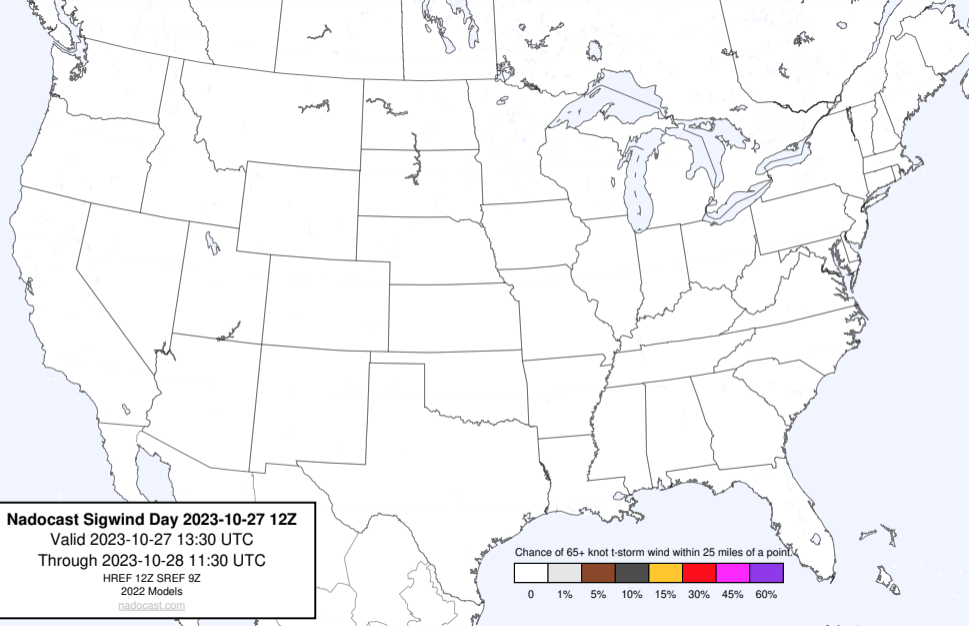 Nadocast Sigwind Day 2023-10-27 12Z
Valid 2023-10-27 13:30 UTC
Through 2023-10-28 11:30 UTC
HREF 12Z SREF 9Z
2022 Models
nadocast.com
Chance of 65+ knot t-storm wind within 25 miles of a point.
0 1% 5% 10% 15% 30% 45% 60%